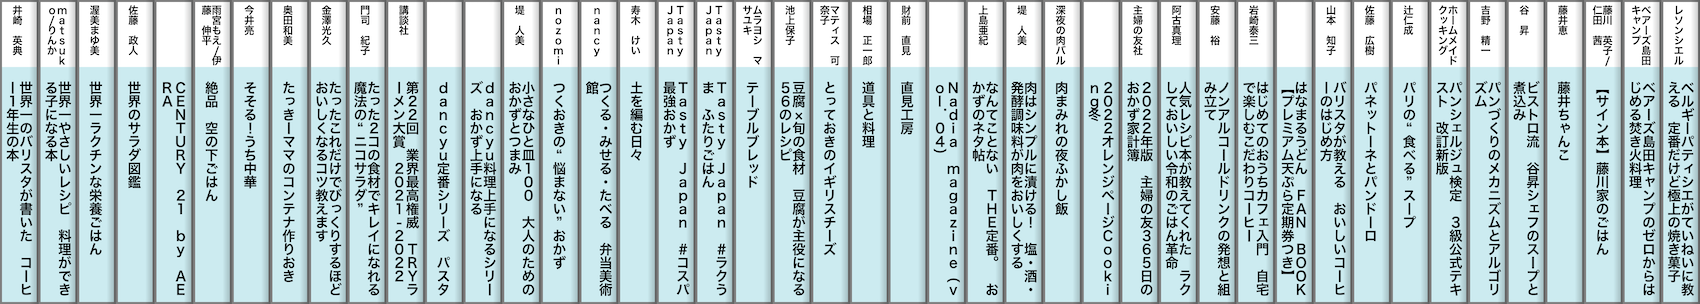 レソンシエル
ベルギーパティシエがていねいに教
える　定番だけど極上の焼き菓子
ベアーズ島田
キャンプ
ベアーズ島田キャンプのゼロからは
じめる焚き火料理
藤川　英子/
仁田　茜
【サイン本】藤川家のごはん
藤井恵
藤井ちゃんこ
谷　昇
ビストロ流　谷昇シェフのスープと
煮込み
吉野　精一
パンづくりのメカニズムとアルゴリ
ズム
ホームメイド
クッキング
パンシェルジュ検定　3級公式テキ
スト　改訂新版
辻仁成
パリの“食べる”スープ
佐藤　広樹
パネットーネとパンドーロ
山本　知子
バリスタが教える　おいしいコーヒ
ーのはじめ方
はなまるうどん　FAN　BOOK
【プレミアム天ぷら定期券つき】
岩崎泰三
はじめてのおうちカフェ入門　自宅
で楽しむこだわりコーヒー
安藤　裕
ノンアルコールドリンクの発想と組
み立て
阿古真理
人気レシピ本が教えてくれた　ラク
しておいしい令和のごはん革命
主婦の友社
2022年版　主婦の友365日の
おかず家計簿
2022オレンジページCooki
ng冬
深夜の肉バル
肉まみれの夜ふかし飯
堤　人美
肉はシンプルに漬ける!　塩・酒・
発酵調味料が肉をおいしくする
上島亜紀
なんてことない　THE定番。　お
かずのネタ帖
Nadia　magazine（v
ol.04）
財前　直見
直見工房
相場　正一郎
道具と料理
マティス　可
奈子
とっておきのイギリスチーズ
ムラヨシ　マ
サユキ
テーブルブレッド
池上保子
豆腐×旬の食材　豆腐が主役になる
56のレシピ
Tasty
Japan
Tasty　Japan　#ラクう
ま　ふたりごはん
Tasty
Japan
Tasty　Japan　#コスパ
最強おかず
寿木　けい
土を編む日々
nancy
つくる・みせる・たべる　弁当美術
館
nozomi
つくおきの“悩まない”おかず
堤　人美
小さなひと皿100　大人のための
おかずとつまみ
dancyu料理上手になるシリー
ズ　おかず上手になる
dancyu定番シリーズ　パスタ
講談社
第22回　業界最高権威　TRYラ
ーメン大賞　2021-2022
門司　紀子
たった2コの食材でキレイになれる
魔法の“ニコサラダ”
金澤光久
たったこれだけでびっくりするほど
おいしくなるコツ教えます
奥田和美
たっきーママのコンテナ作りおき
今井亮
そそる!うち中華
雨宮もえ/伊
藤　伸平
絶品　空の下ごはん
CENTURY　21　by　AE
RA
佐藤　政人
世界のサラダ図鑑
渥美まゆ美
世界一ラクチンな栄養ごはん
matsuk
o/りんか
世界一やさしいレシピ　料理ができ
る子になる本
井崎　英典
世界一のバリスタが書いた　コーヒ
ー1年生の本